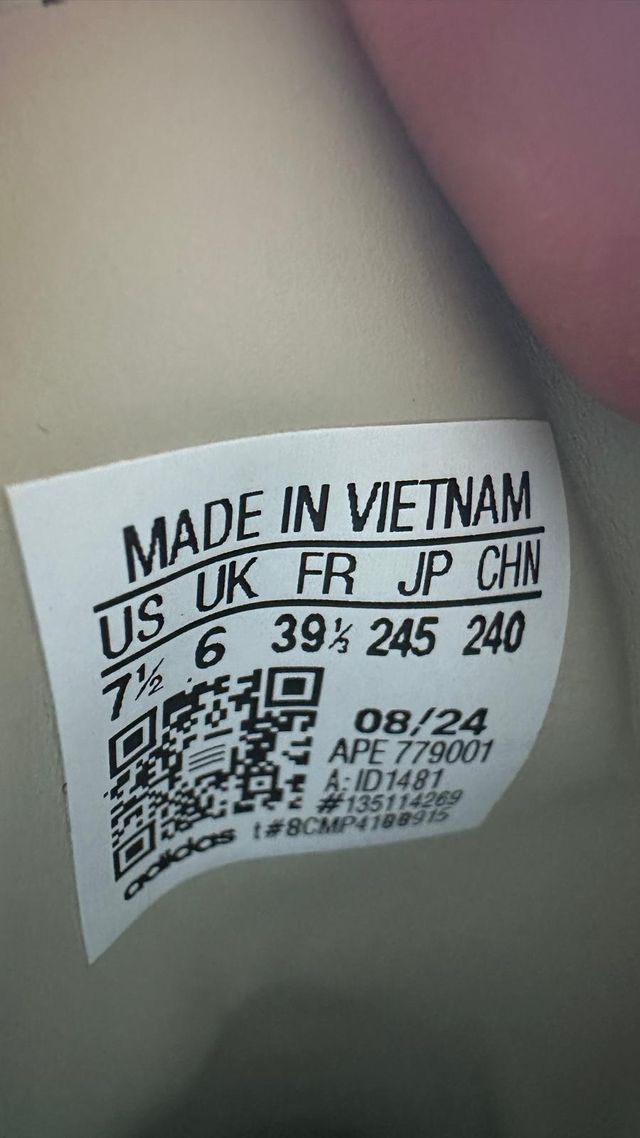 MADE IN VIETNAM
US UK FR JP CHN
7½ 6 39⅓ 245 240
08/24
APE 779001
A: ID1481
#135114269
adidas t#8CMP4188915